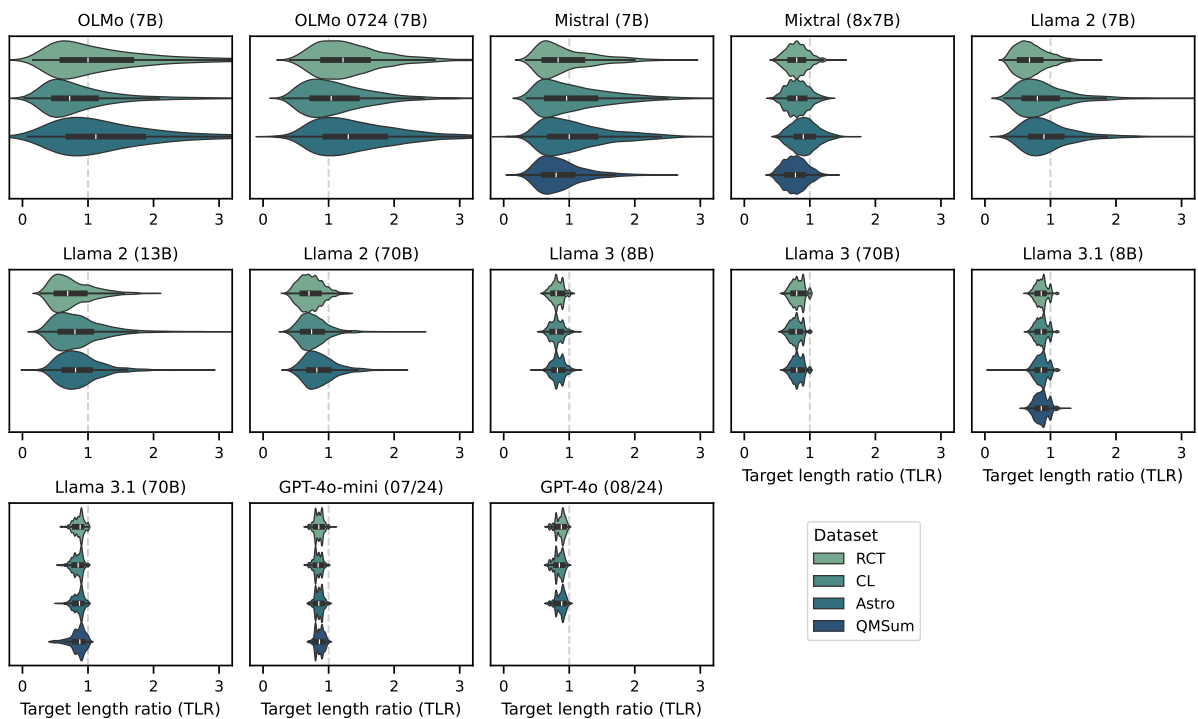 OLMo (7B)
OLMo 0724 (7B)
Mistral (7B)
Mixtral (8x7B)
Llama 2 (7B)
0 1 2 3
0 1 2 3
0 1 2 3
0 1 2 3
0 1 2 3
Llama 2 (13B)
Llama 2 (70B)
Llama 3 (8B)
Llama 3 (70B)
Llama 3.1 (8B)
0 1 2 3
0 1 2 3
0 1 2 3
0 1 2 3
0 1 2 3
Target length ratio (TLR)
Target length ratio (TLR)
Llama 3.1 (70B)
GPT-4o-mini (07/24)
GPT-4o (08/24)
0 1 2 3
0 1 2 3
0 1 2 3
Target length ratio (TLR)
Target length ratio (TLR)
Target length ratio (TLR)
Dataset
RCT
CL
Astro
QMSum